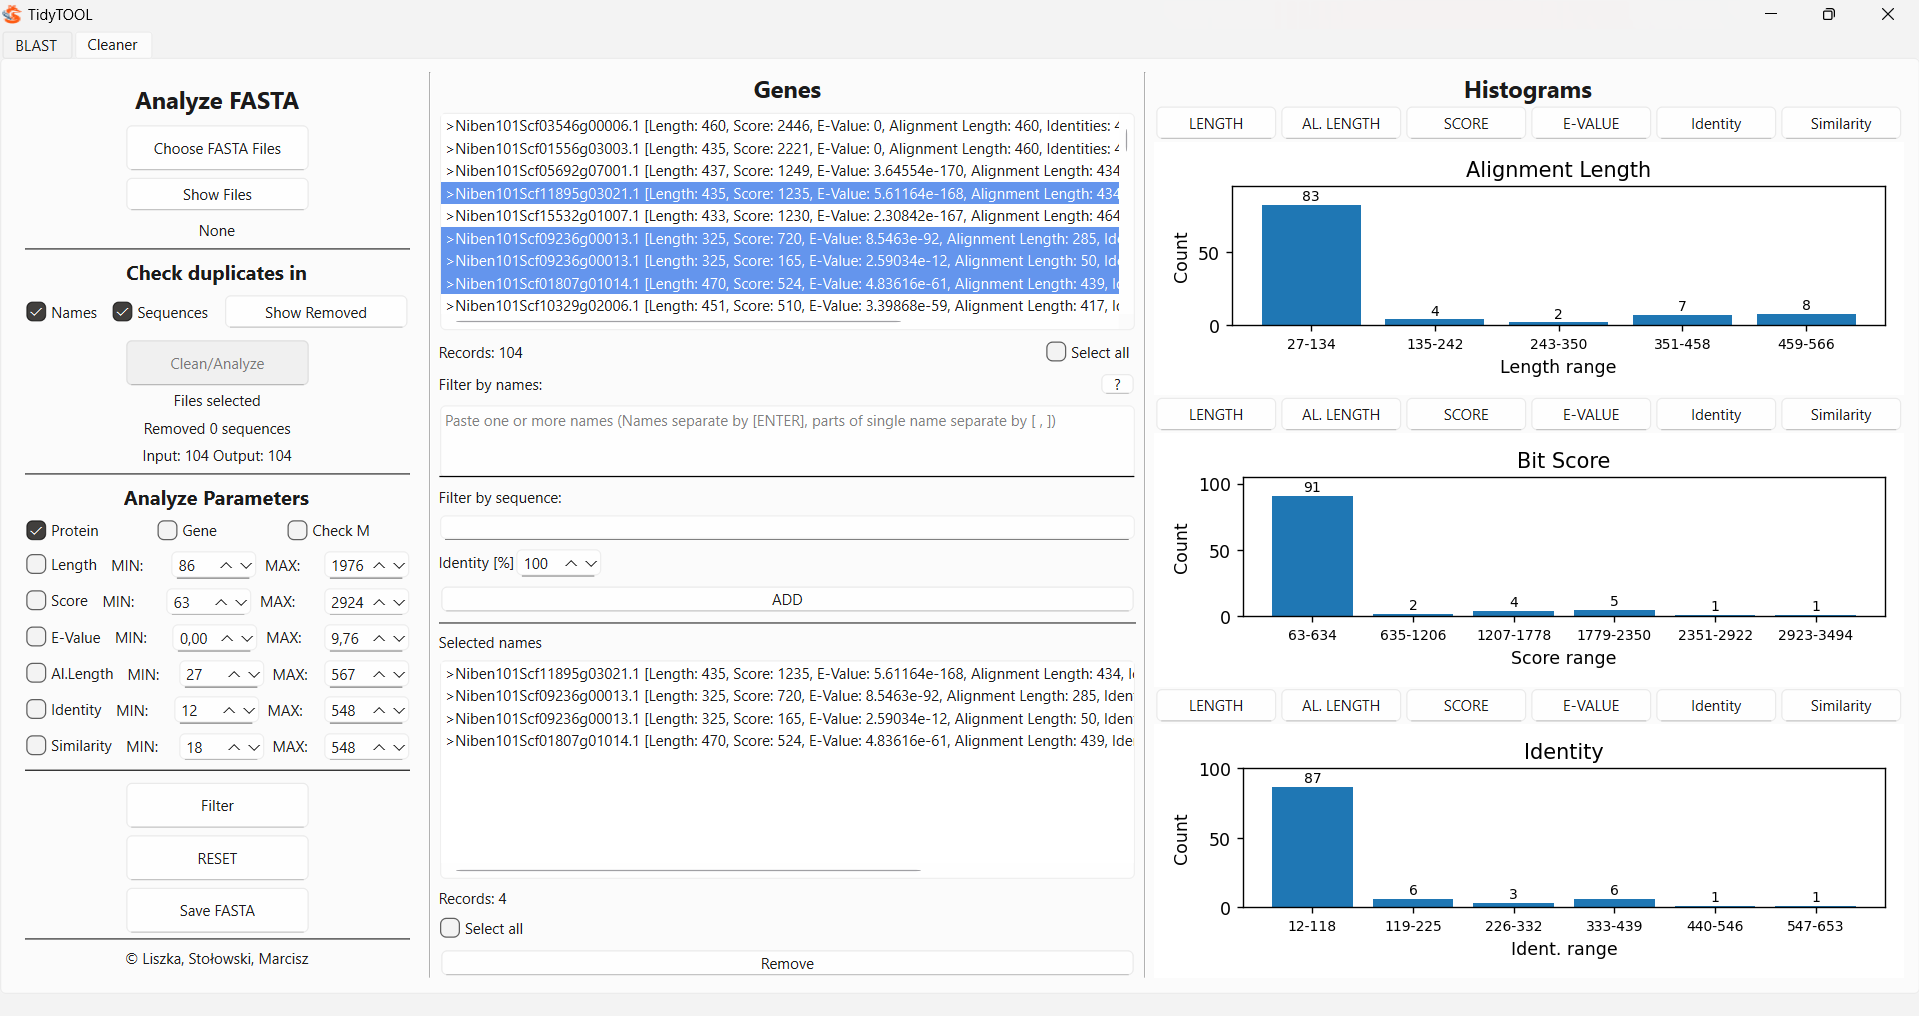 TidyTOOL
BLAST Cleaner
Analyze FASTA
Choose FASTA Files
Show Files
None
Check duplicates in
Names Sequences Show Removed
Clean/Analyze
Files selected
Removed 0 sequences
Input: 104 Output: 104
Analyze Parameters
Protein Gene Check M
Length MIN: 86 MAX: 1976
Score MIN: 63 MAX: 2924
E-Value MIN: 0,00 MAX: 9,76
Al.Length MIN: 27 MAX: 567
Identity MIN: 12 MAX: 548
Similarity MIN: 18 MAX: 548
Filter
RESET
Save FASTA
© Liszka, Stołowski, Marcisz
Genes
>Niben101Scf03546g00006.1 [Length: 460, Score: 2446, E-Value: 0, Alignment Length: 460, Identities:
>Niben101Scf01556g03003.1 [Length: 435, Score: 2221, E-Value: 0, Alignment Length: 460, Identities:
>Niben101Scf05692g07001.1 [Length: 437, Score: 1249, E-Value: 3.64554e-170, Alignment Length: 434
>Niben101Scf11895g03021.1 [Length: 435, Score: 1235, E-Value: 5.61164e-168, Alignment Length: 434
>Niben101Scf15532g01007.1 [Length: 433, Score: 1230, E-Value: 2.30842e-167, Alignment Length: 464
>Niben101Scf09236g00013.1 [Length: 325, Score: 720, E-Value: 8.5463e-92, Alignment Length: 285, Id
>Niben101Scf09236g00013.1 [Length: 325, Score: 165, E-Value: 2.59034e-12, Alignment Length: 50, Id
>Niben101Scf01807g01014.1 [Length: 470, Score: 524, E-Value: 4.83616e-61, Alignment Length: 439, I
>Niben101Scf10329g02006.1 [Length: 451, Score: 510, E-Value: 3.39868e-59, Alignment Length: 417, I
Records: 104 Select all
Filter by names: ?
Paste one or more names (Names separate by [ENTER], parts of single name separate by [ , ])
Filter by sequence:
Identity [%] 100
ADD
Selected names
>Niben101Scf11895g03021.1 [Length: 435, Score: 1235, E-Value: 5.61164e-168, Alignment Length: 434, I
>Niben101Scf09236g00013.1 [Length: 325, Score: 720, E-Value: 8.5463e-92, Alignment Length: 285, Iden
>Niben101Scf09236g00013.1 [Length: 325, Score: 165, E-Value: 2.59034e-12, Alignment Length: 50, Iden
>Niben101Scf01807g01014.1 [Length: 470, Score: 524, E-Value: 4.83616e-61, Alignment Length: 439, Ide
Records: 4
Select all
Remove
Histograms
LENGTH AL. LENGTH SCORE E-VALUE Identity Similarity
Alignment Length
Count
50
0
83 4 2 7 8
27-134 135-242 243-350 351-458 459-566
Length range
LENGTH AL. LENGTH SCORE E-VALUE Identity Similarity
Bit Score
Count
100
50
0
91 2 4 5 1 1
63-634 635-1206 1207-1778 1779-2350 2351-2922 2923-3494
Score range
LENGTH AL. LENGTH SCORE E-VALUE Identity Similarity
Identity
Count
100
50
0
87 6 3 6 1 1
12-118 119-225 226-332 333-439 440-546 547-653
Ident. range